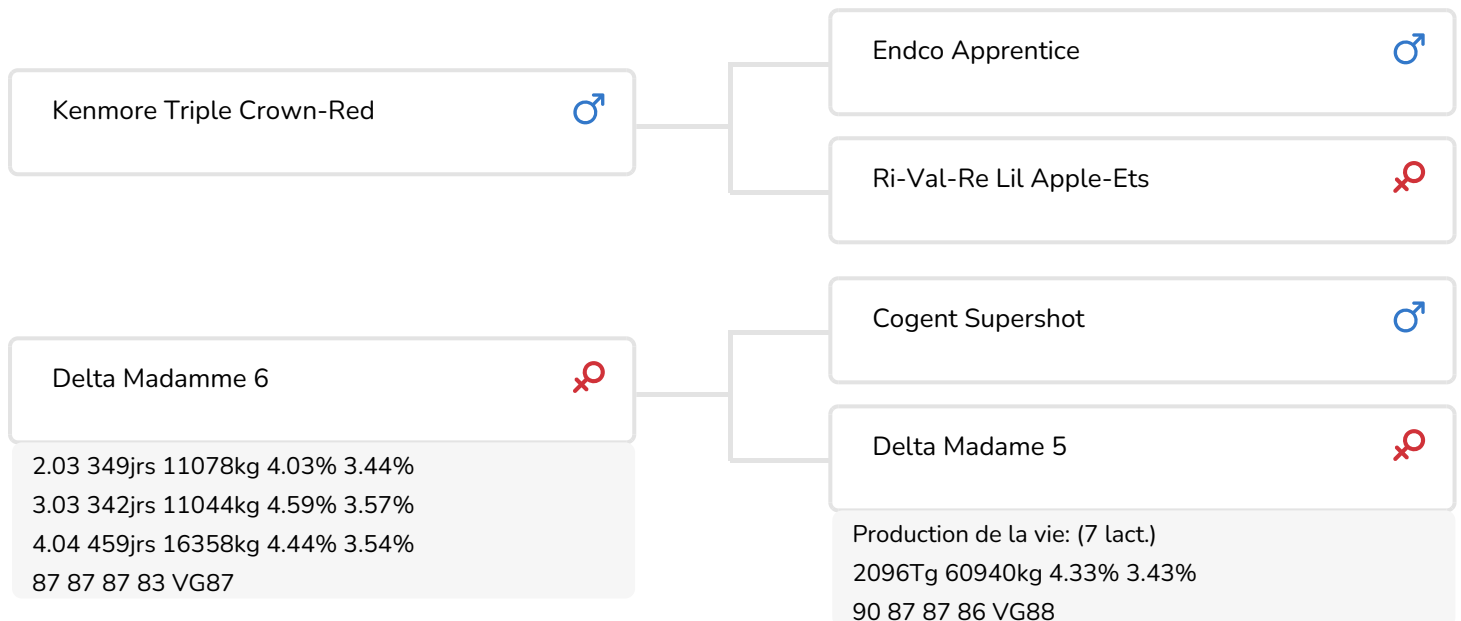 Kenmore Triple Crown-Red
Endco Apprentice
Ri-Val-Re Lil Apple-Ets
Delta Madamme 6
2.03 349jrs 11078kg 4.03% 3.44%
3.03 342jrs 11044kg 4.59% 3.57%
4.04 459jrs 16358kg 4.44% 3.54%
87 87 87 83 VG87
Cogent Supershot
Delta Madame 5
Production de la vie: (7 lact.)
2096Tg 60940kg 4.33% 3.43%
90 87 87 86 VG88